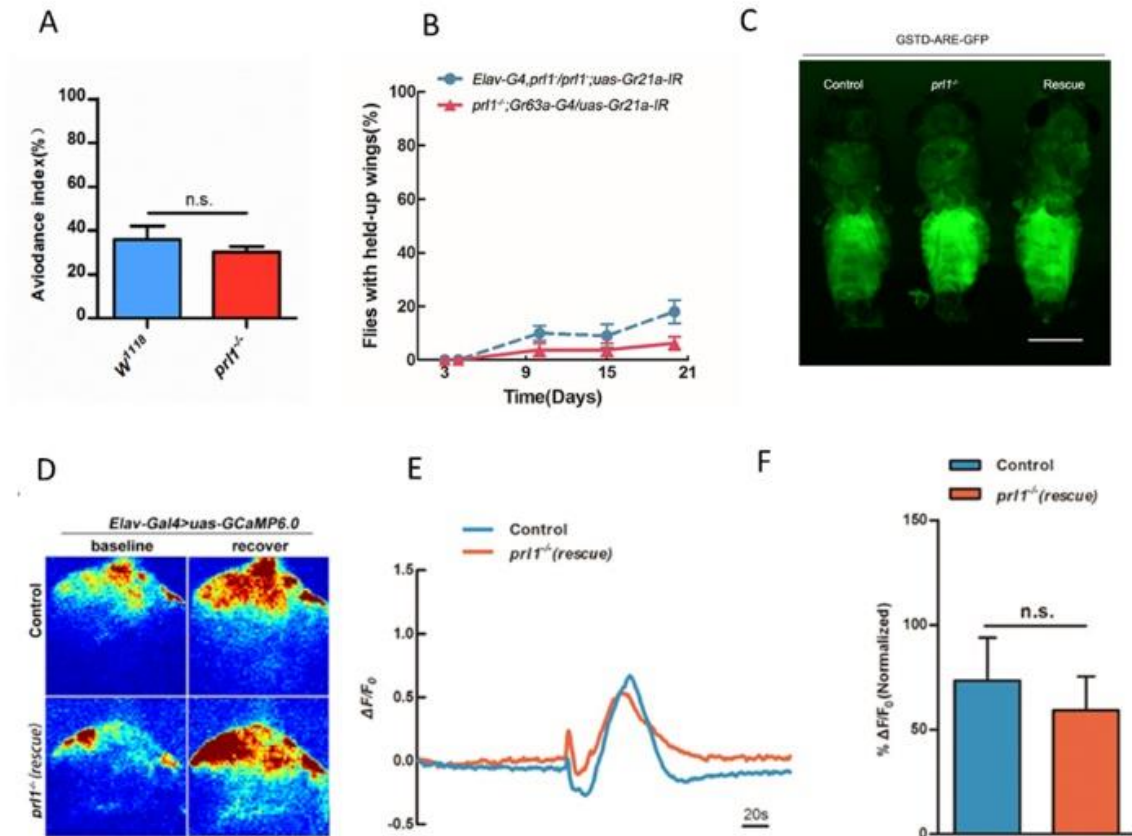 A
Aviodance index(%)
100
80
60
40
20
0
n.s.
W1118
prl1-/-
B
Flies with held-up wings(%)
100
80
60
40
20
0
Elav-G4,prl1-/prl1-;uas-Gr21a-IR
prl1-/-;Gr63a-G4/uas-Gr21a-IR
3 9 15 21
Time(Days)
C
GSTD-ARE-GFP
Control prl1-/- Rescue
D
Elav-Gal4>uas-GCaMP6.0
baseline recover
Control
prl1-/- (rescue)
E
Control
prl1-/- (rescue)
ΔF/F0
1.5
1.0
0.5
0.0
-0.5
20s
F
Control
prl1-/- (rescue)
% ΔF/F0(Normalized)
150
100
50
0
n.s.